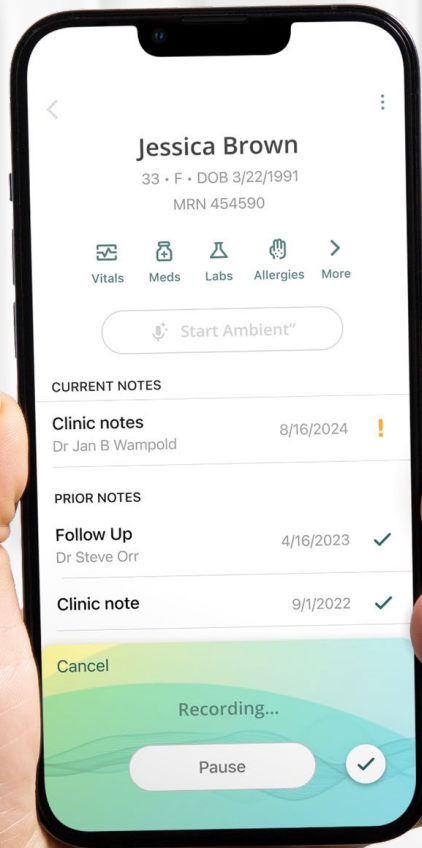 Jessica Brown
33 • F • DOB 3/22/1991
MRN 454590
Vitals Meds Labs Allergies More
Start Ambient”
CURRENT NOTES
Clinic notes 8/16/2024 !
Dr Jan B Wampold
PRIOR NOTES
Follow Up 4/16/2023
Dr Steve Orr
Clinic note 9/1/2022
Cancel
Recording...
Pause